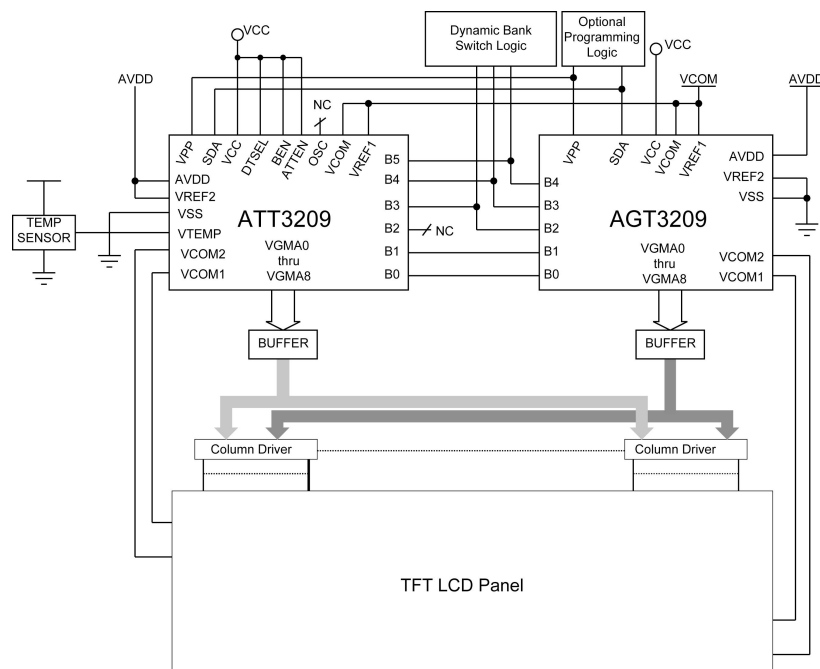 Dynamic Bank
Switch Logic
Optional
Programming
Logic
VCC
VCC
AVDD
VCOM
AVDD
NC
VPP
SDA
VCC
DTSEL
BEN
ATTEN
OSC
VCOM
VREF1
AVDD
VREF2
VSS
VTEMP
VCOM2
VCOM1
ATT3209
VGMA0
thru
VGMA8
B5
B4
B3
B2
B1
B0
NC
TEMP
SENSOR
VPP
SDA
VCC
VCOM
VREF1
B4
B3
B2
B1
B0
AGT3209
VGMA0
thru
VGMA8
AVDD
VREF2
VSS
VCOM2
VCOM1
BUFFER
BUFFER
Column Driver
Column Driver
TFT LCD Panel